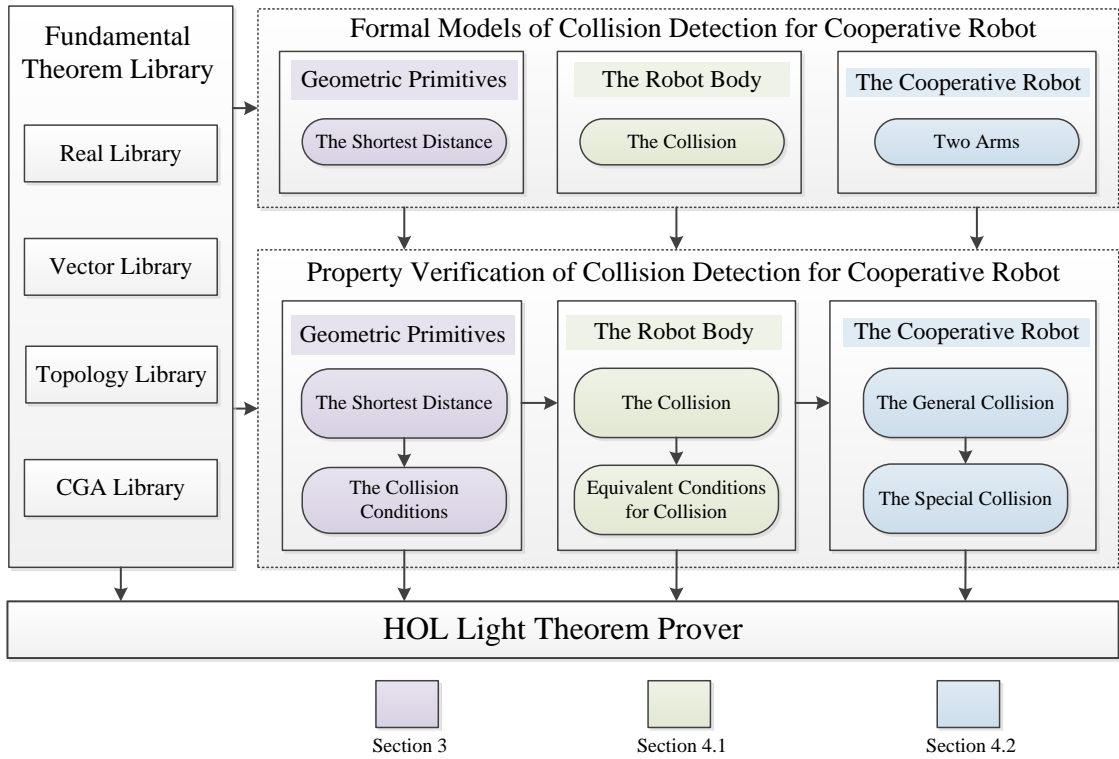 Fundamental
Theorem Library
Real Library
Vector Library
Topology Library
CGA Library
Formal Models of Collision Detection for Cooperative Robot
Geometric Primitives
The Shortest Distance
The Robot Body
The Collision
The Cooperative Robot
Two Arms
Property Verification of Collision Detection for Cooperative Robot
Geometric Primitives
The Shortest Distance
The Collision
Conditions
The Robot Body
The Collision
Equivalent Conditions
for Collision
The Cooperative Robot
The General Collision
The Special Collision
HOL Light Theorem Prover
Section 3
Section 4.1
Section 4.2